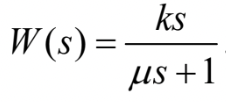 W(s) = ks / (μs + 1)